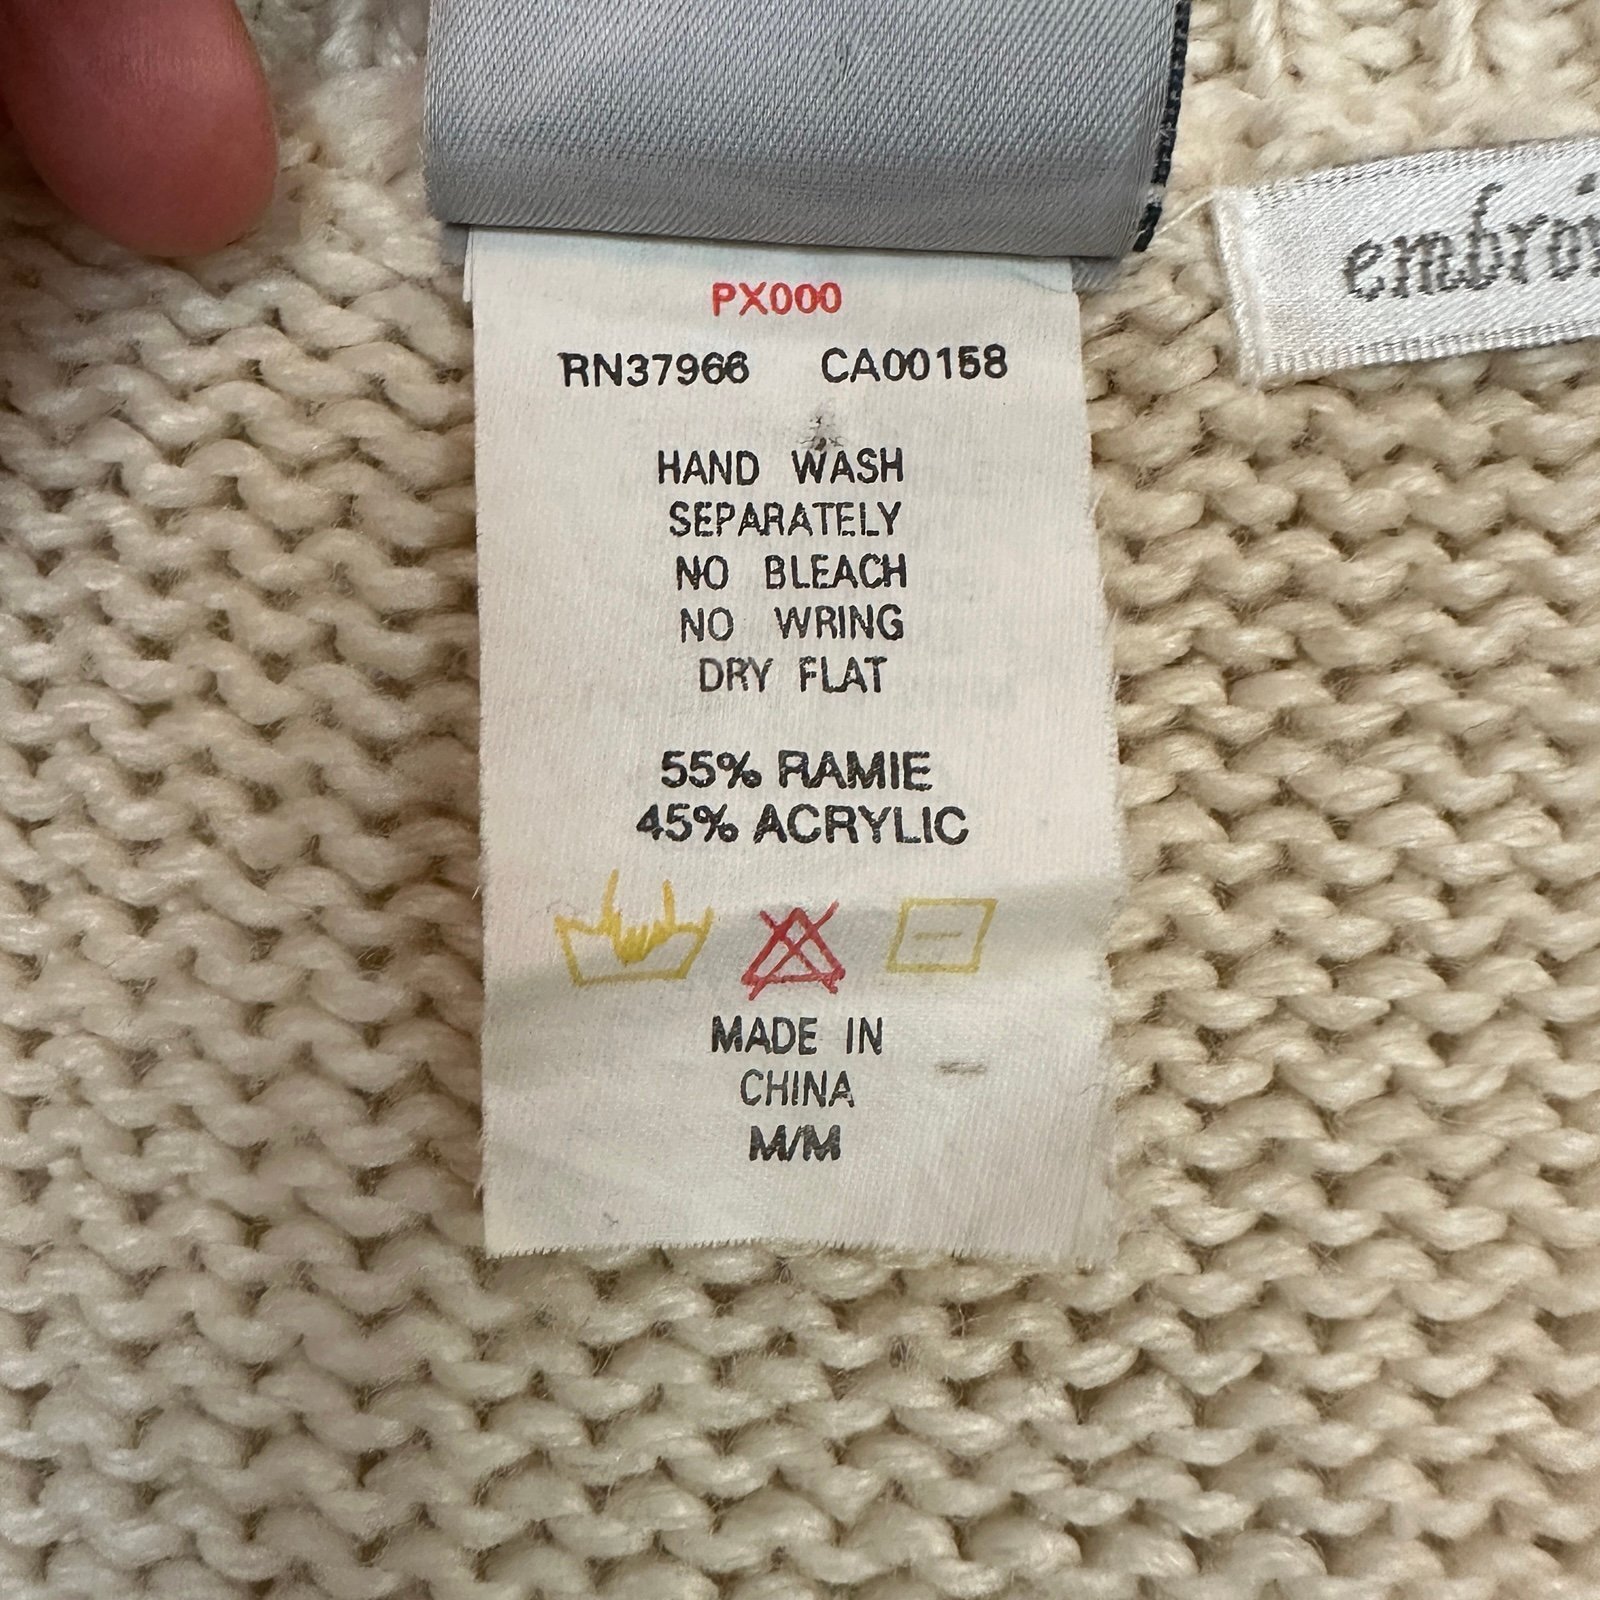 PX000
RN37966 CA00158
HAND WASH
SEPARATELY
NO BLEACH
NO WRING
DRY FLAT
55% RAMIE
45% ACRYLIC
MADE IN
CHINA
M/M
embroi